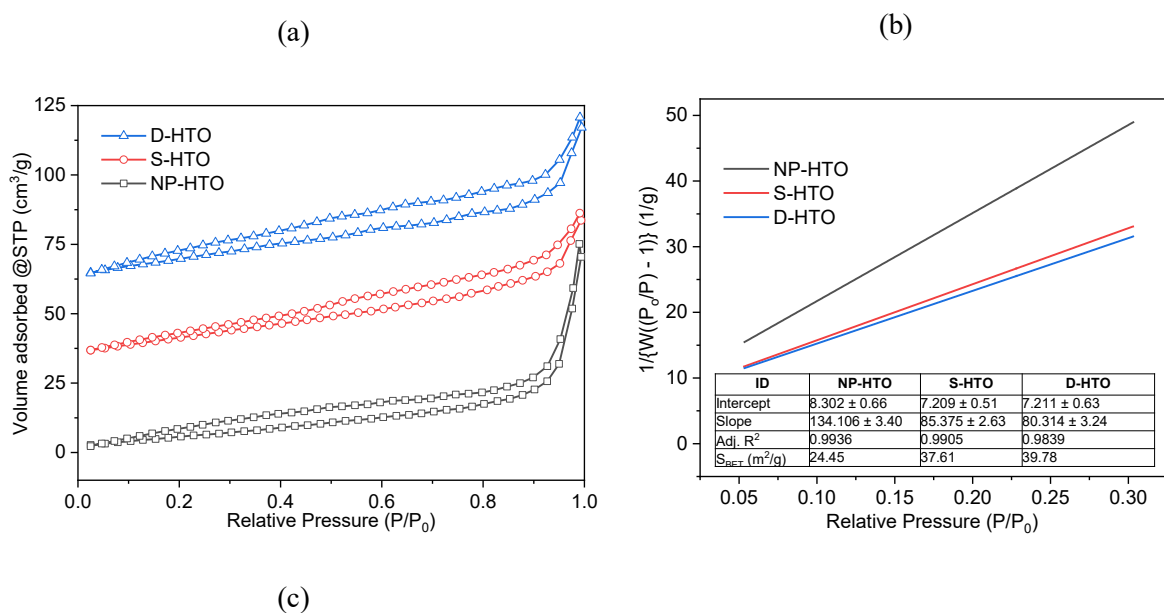 (a)
(b)
125
100
75
50
25
0
Volume adsorbed @STP (cm³/g)
D-HTO
S-HTO
NP-HTO
0.0 0.2 0.4 0.6 0.8 1.0
Relative Pressure (P/P₀)
50
40
30
20
10
0
1/{W((Pₒ/P) - 1)} (1/g)
NP-HTO
S-HTO
D-HTO
ID NP-HTO S-HTO D-HTO
Intercept 8.302 ± 0.66 7.209 ± 0.51 7.211 ± 0.63
Slope 134.106 ± 3.40 85.375 ± 2.63 80.314 ± 3.24
Adj. R² 0.9936 0.9905 0.9839
S_BET (m²/g) 24.45 37.61 39.78
0.05 0.10 0.15 0.20 0.25 0.30
Relative Pressure (P/P₀)
(c)